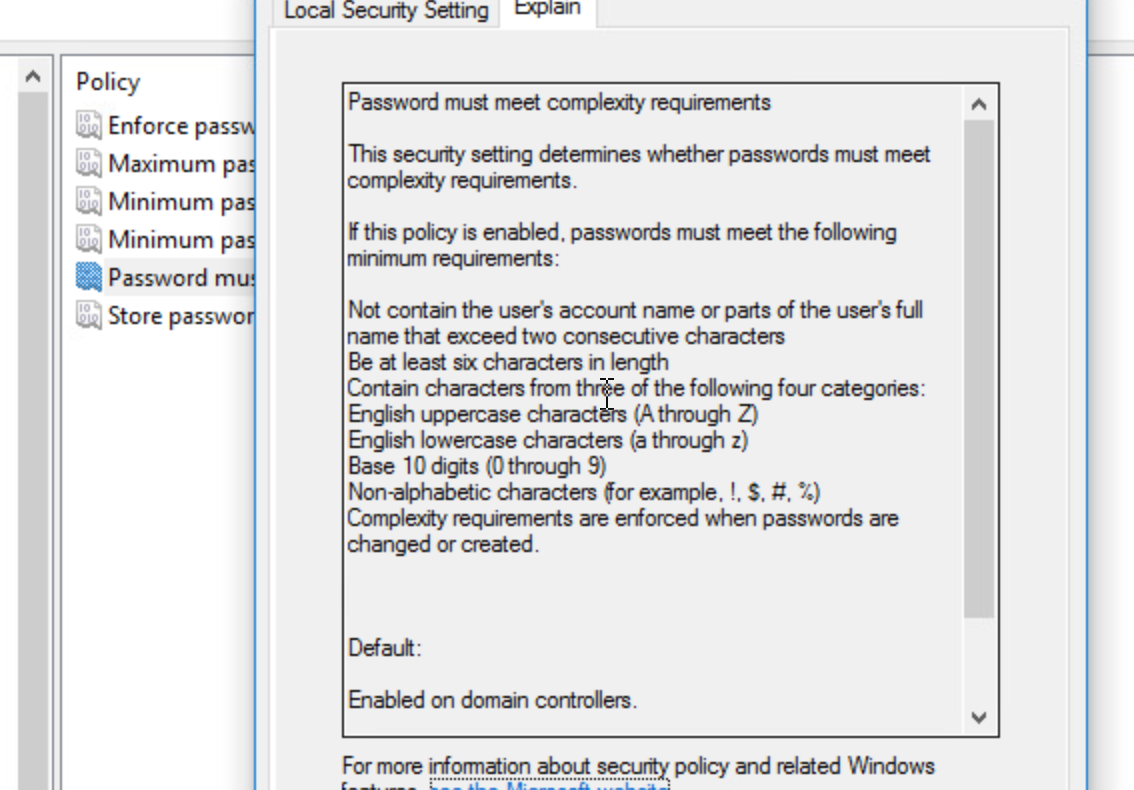 Local Security Setting
Explain
Policy
Enforce passw
Maximum pas
Minimum pas
Minimum pas
Password mus
Store passwor
Password must meet complexity requirements
This security setting determines whether passwords must meet
complexity requirements.
If this policy is enabled, passwords must meet the following
minimum requirements:
Not contain the user's account name or parts of the user's full
name that exceed two consecutive characters
Be at least six characters in length
Contain characters from three of the following four categories:
English uppercase characters (A through Z)
English lowercase characters (a through z)
Base 10 digits (0 through 9)
Non-alphabetic characters (for example, !, $, #, %)
Complexity requirements are enforced when passwords are
changed or created.
Default:
Enabled on domain controllers.
For more information about security policy and related Windows
features, see the Microsoft website.